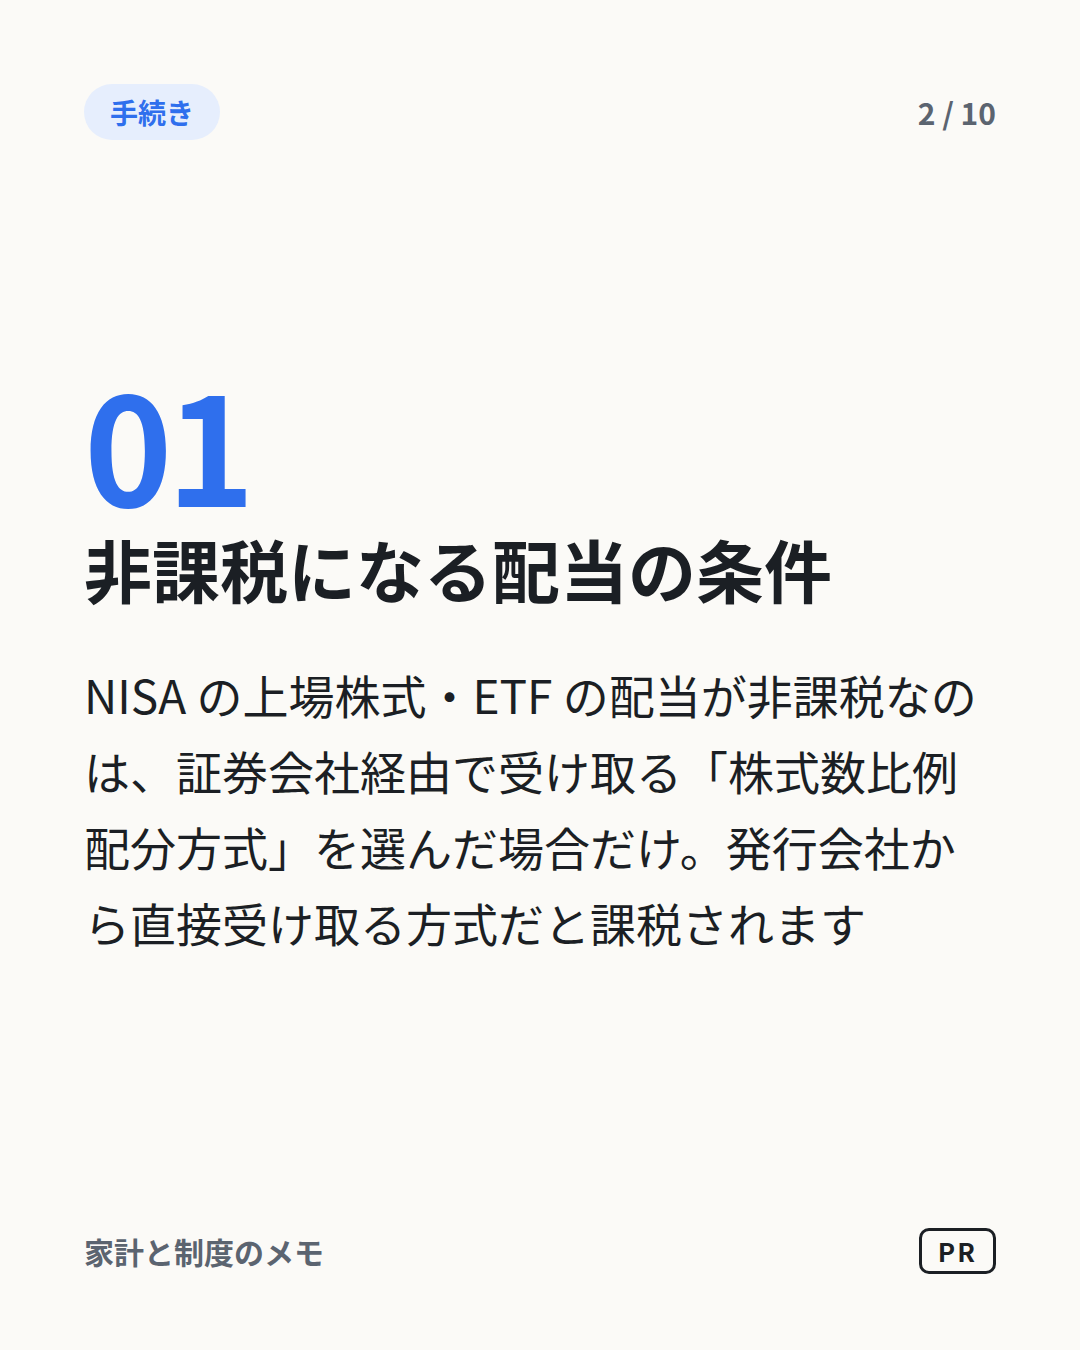 手続き
2 / 10
01
非課税になる配当の条件
NISA の上場株式・ETF の配当が非課税なの
は、証券会社経由で受け取る「株式数比例
配分方式」を選んだ場合だけ。発行会社か
ら直接受け取る方式だと課税されます
家計と制度のメモ
PR